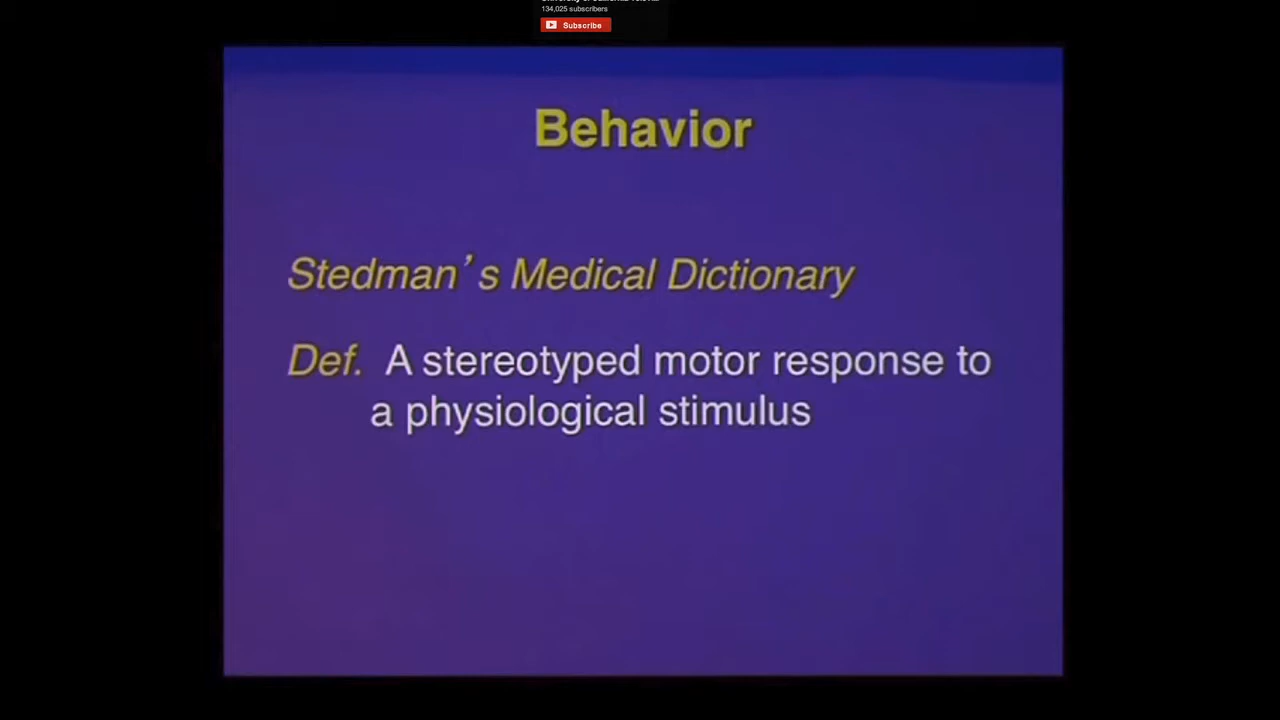 134,025 subscribers
Subscribe
Behavior
Stedman's Medical Dictionary
Def. A stereotyped motor response to
a physiological stimulus